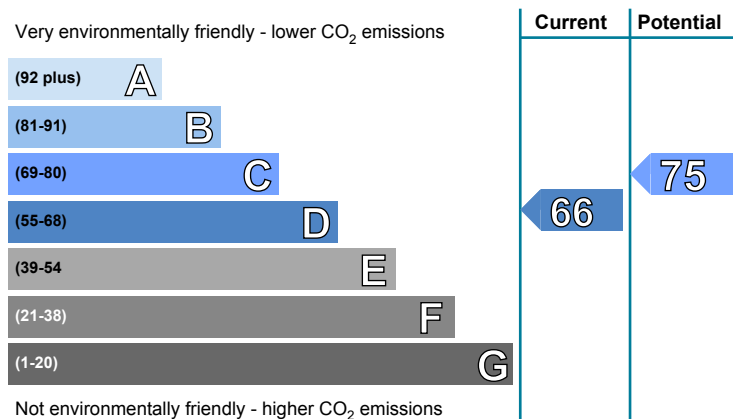 Current Potential
Very environmentally friendly - lower CO₂ emissions
(92 plus) A
(81-91) B
(69-80) C
75
(55-68) D
66
(39-54 E
(21-38) F
(1-20) G
Not environmentally friendly - higher CO₂ emissions